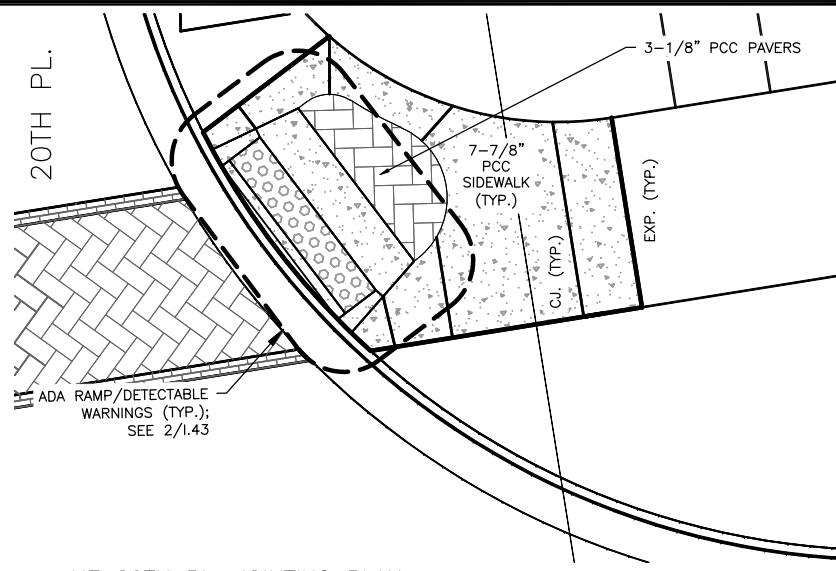 20TH PL.
3-1/8" PCC PAVERS
7-7/8"
PCC
SIDEWALK
(TYP.)
CJ. (TYP.)
EXP. (TYP.)
ADA RAMP/DETECTABLE
WARNINGS (TYP.);
SEE 2/I.43